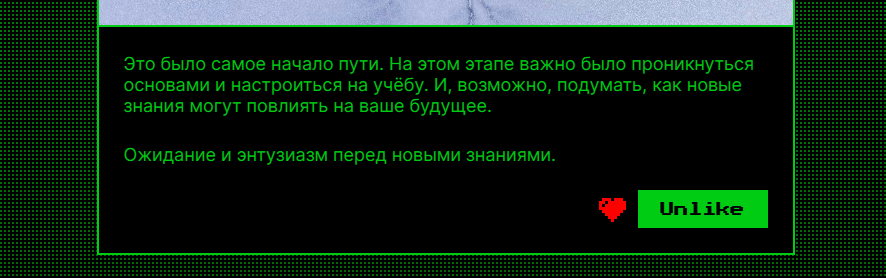 Это было самое начало пути. На этом этапе важно было проникнуться
основами и настроиться на учёбу. И, возможно, подумать, как новые
знания могут повлиять на ваше будущее.
Ожидание и энтузиазм перед новыми знаниями.
Unlike